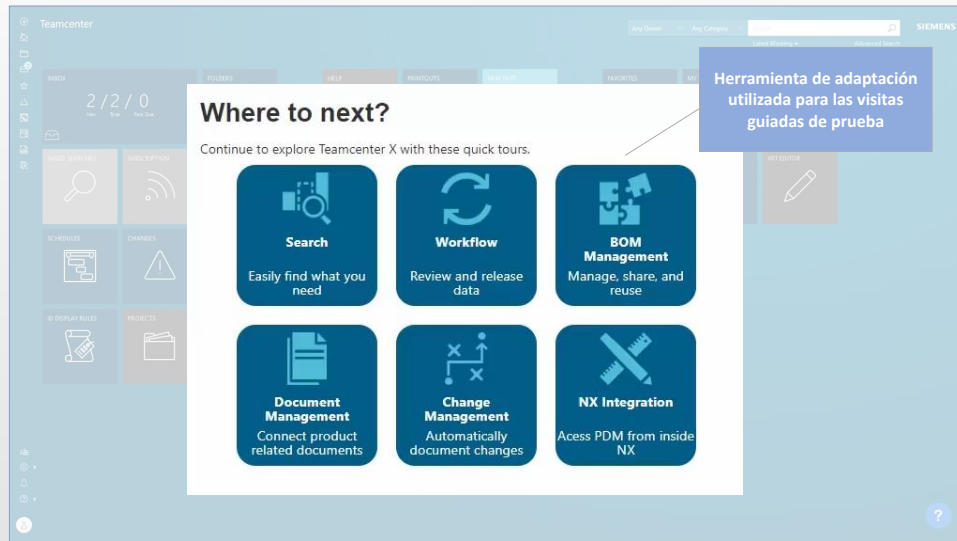 Teamcenter
Any Owner
Any Category
SIEMENS
Advanced Search
INBOX
FOLDERS
HELP
PRINTOUTS
FAVORITES
2 / 2 / 0
Herramienta de adaptación
utilizada para las visitas
guiadas de prueba
Where to next?
Continue to explore Teamcenter X with these quick tours.
SUBSCRIPTION
Search
Easily find what you
need
Workflow
Review and release
data
BOM
Management
Manage, share, and
reuse
SCHEDULES
CHANGES
ID DISPLAY RULES
PROJECTS
Document
Management
Connect product
related documents
Change
Management
Automatically
document changes
NX Integration
Acess PDM from inside
NX
?